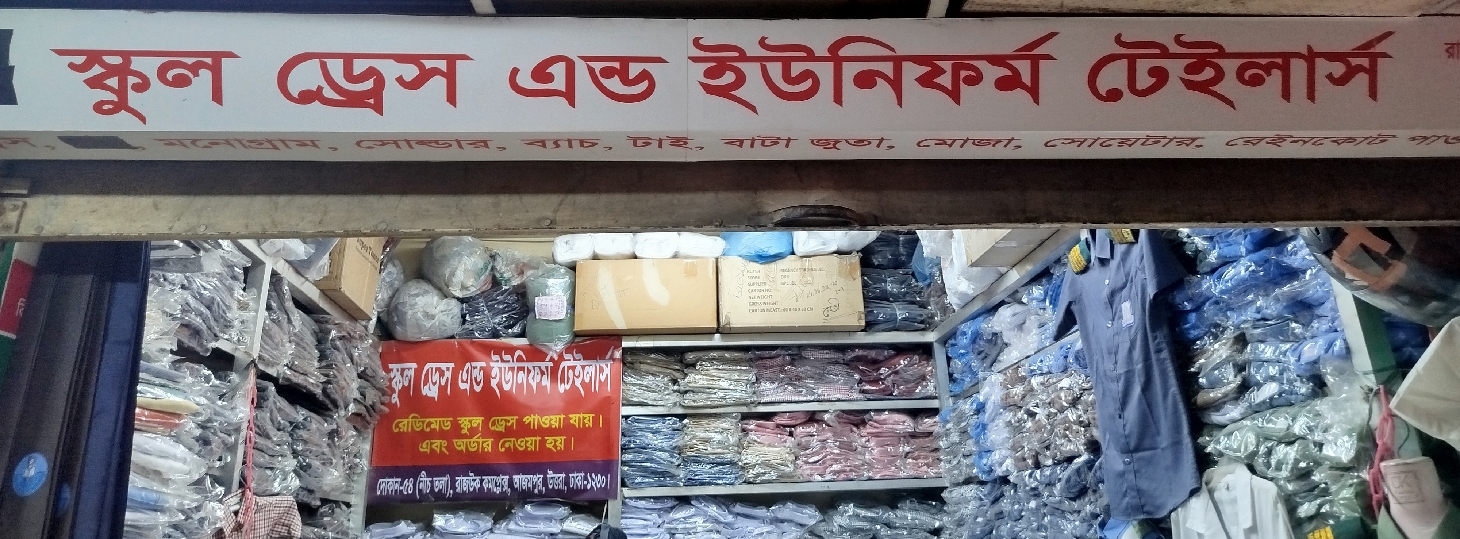 স্কুল ড্রেস এন্ড ইউনিফর্ম টেইলার্স
মনোগ্রাম, সোল্ডার, ব্যাচ, টাই, বাটা জুতা, মোজা, সোয়েটার, রেইনকোট
স্কুল ড্রেস এন্ড ইউনিফর্ম টেইলার্স
রেডিমেড স্কুল ড্রেস পাওয়া যায়।
এবং অর্ডার নেওয়া হয়।
দোকান-৫৪ (নীচ তলা), রাজউক কমপ্লেক্স, আজমপুর, উত্তরা, ঢাকা-১২৩০।